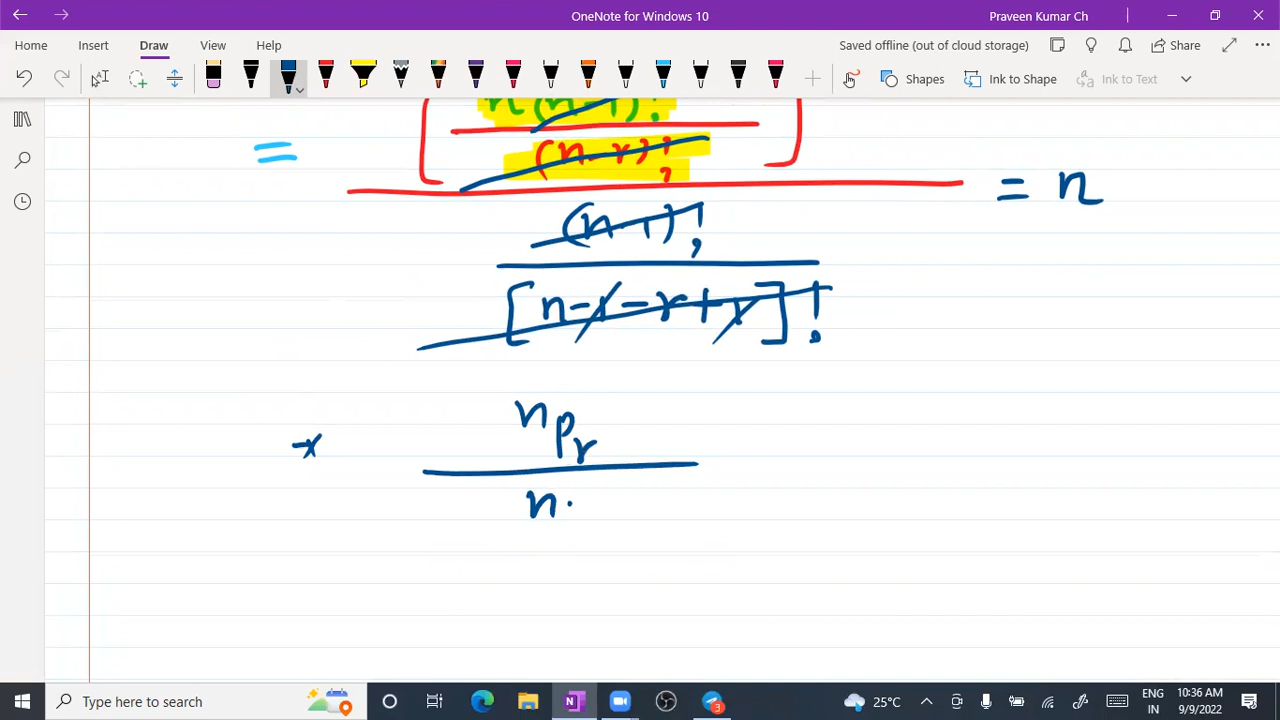 OneNote for Windows 10
Praveen Kumar Ch
Home Insert Draw View Help
Saved offline (out of cloud storage)
Share
Shapes
Ink to Shape
Ink to Text
n(n-1)!
= (n-r)!
= n
(n-1)!
[n-1-r+1]!
* nPr
n.
Type here to search
25°C
ENG
IN
10:36 AM
9/9/2022
3